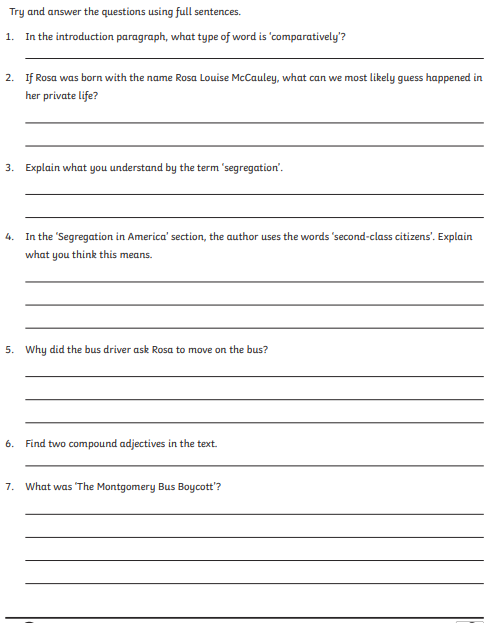 Try and answer the questions using full sentences.
1. In the introduction paragraph, what type of word is ‘comparatively’?
2. If Rosa was born with the name Rosa Louise McCauley, what can we most likely guess happened in
her private life?
3. Explain what you understand by the term ‘segregation’.
4. In the ‘Segregation in America’ section, the author uses the words ‘second-class citizens’. Explain
what you think this means.
5. Why did the bus driver ask Rosa to move on the bus?
6. Find two compound adjectives in the text.
7. What was ‘The Montgomery Bus Boycott’?